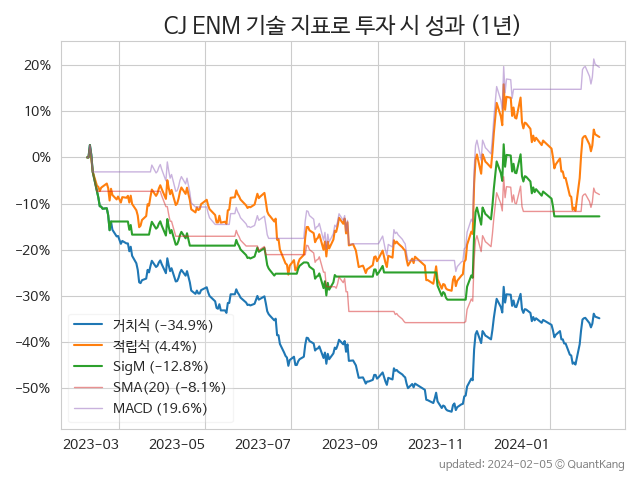 CJ ENM 기술 지표로 투자 시 성과 (1년)
20%
10%
0%
−10%
−20%
−30%
−40%
−50%
거치식 (−34.9%)
적립식 (4.4%)
SigM (−12.8%)
SMA(20) (−8.1%)
MACD (19.6%)
2023-03
2023-05
2023-07
2023-09
2023-11
2024-01
updated: 2024-02-05 © QuantKang